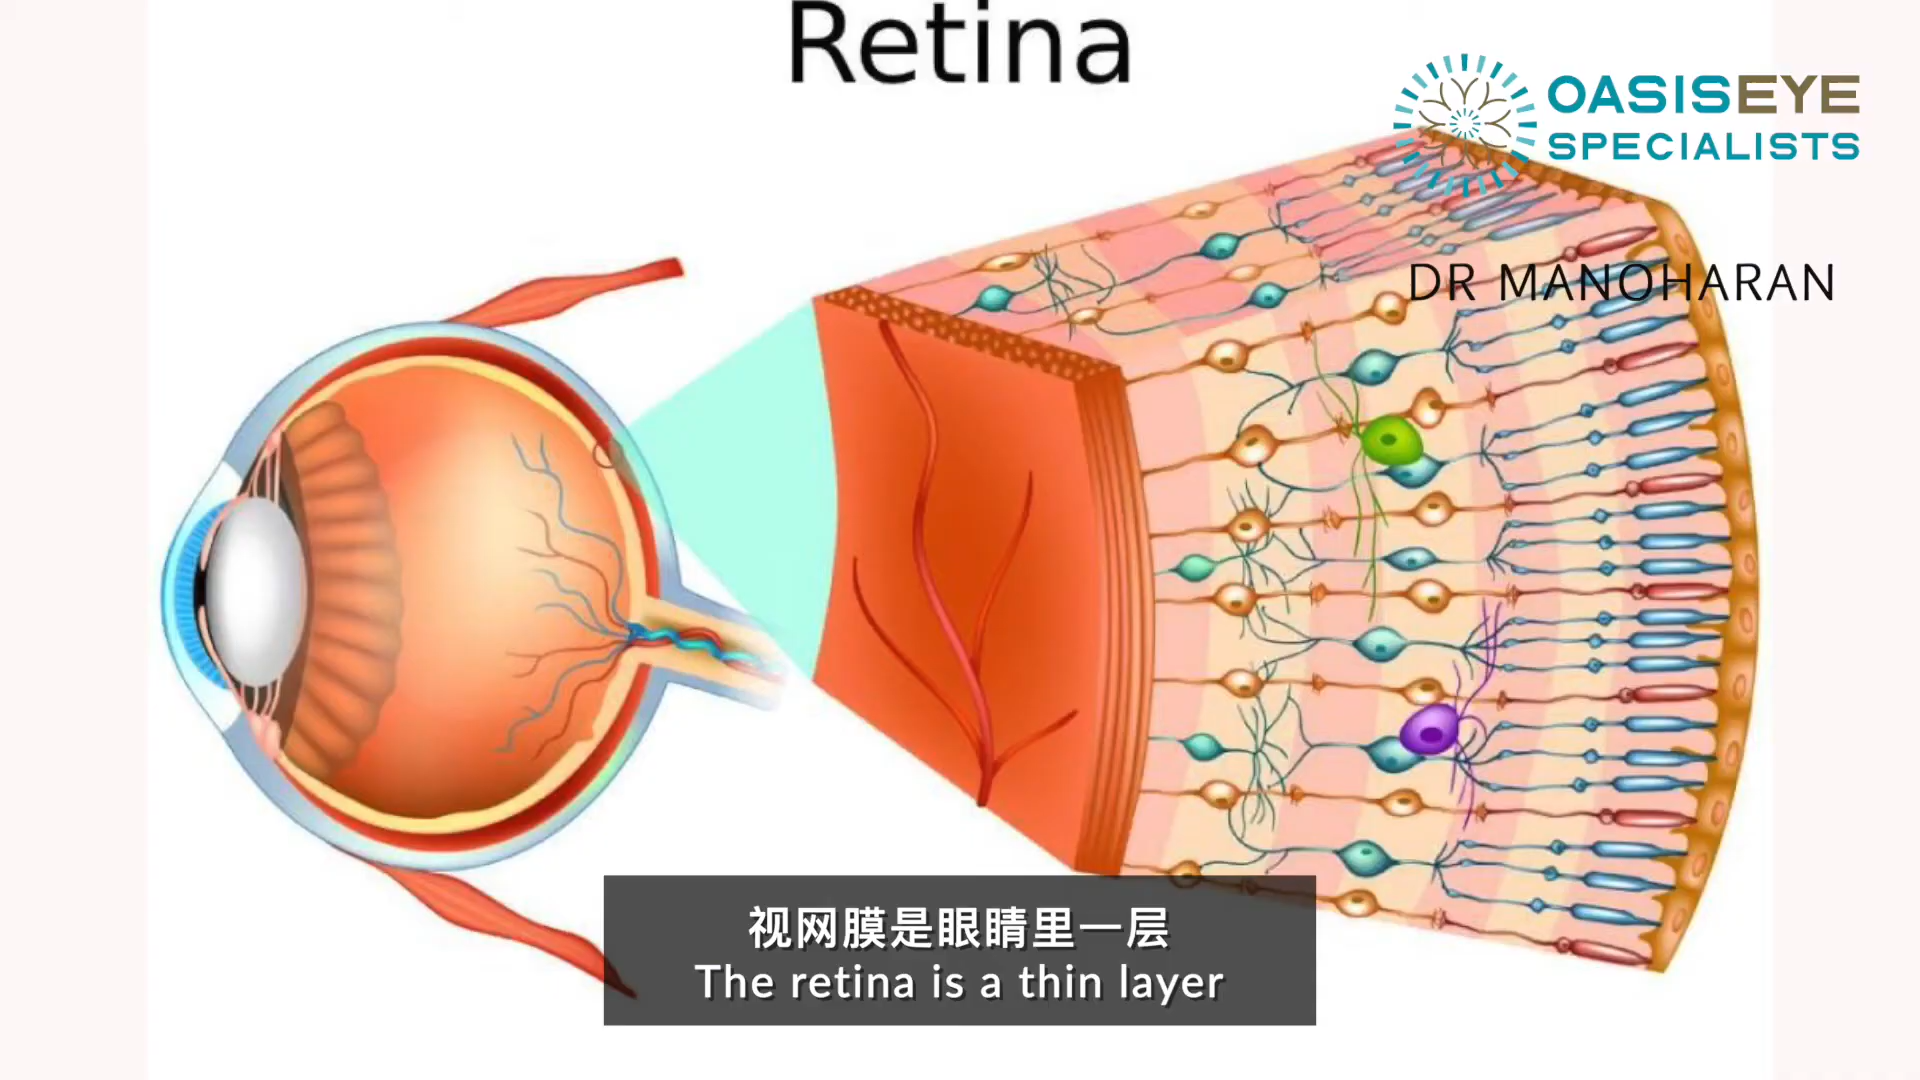 Retina
OASISEYE
SPECIALISTS
DR MANOHARAN
视网膜是眼睛里一层
The retina is a thin layer